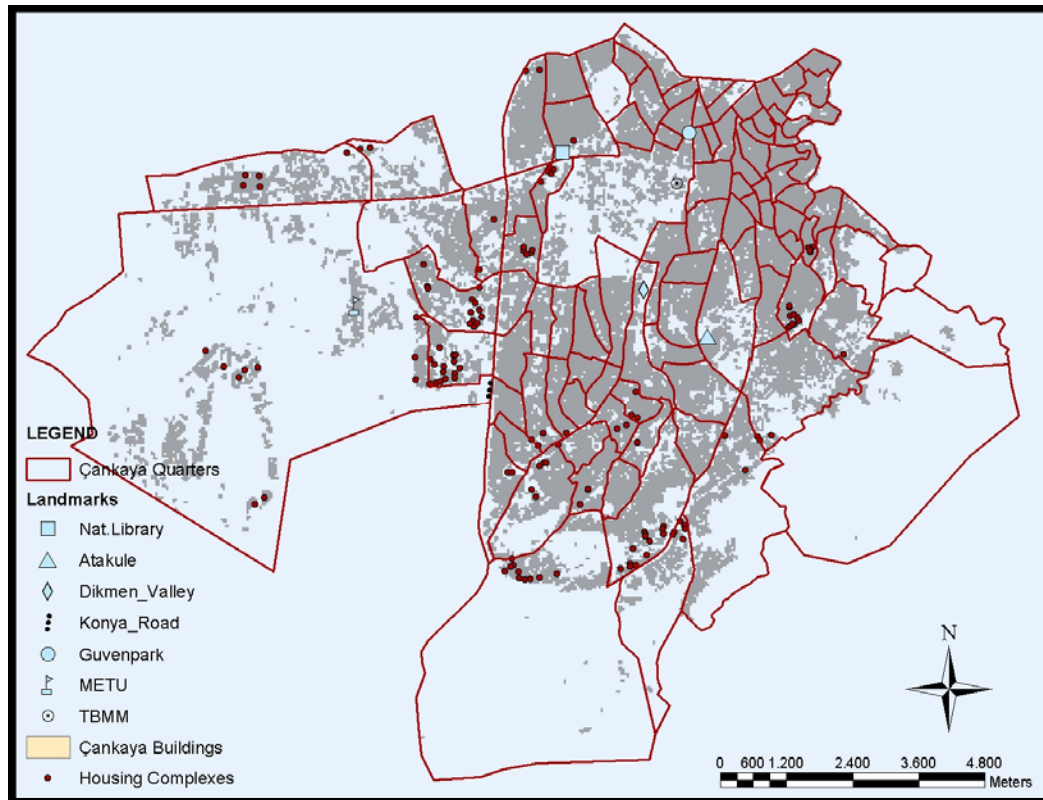 LEGEND
Çankaya Quarters
Landmarks
Nat.Library
Atakule
Dikmen_Valley
Konya_Road
Guvenpark
METU
TBMM
Çankaya Buildings
Housing Complexes
N
0 600 1.200 2.400 3.600 4.800
Meters